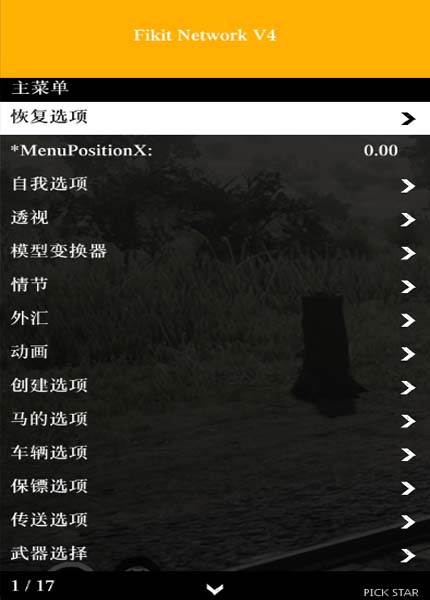 Fikit Network V4
主菜单
恢复选项
*MenuPositionX: 0.00
自我选项
透视
模型变换器
情节
外汇
动画
创建选项
马的选项
车辆选项
保镖选项
传送选项
武器选择
1 / 17
PICK STAR